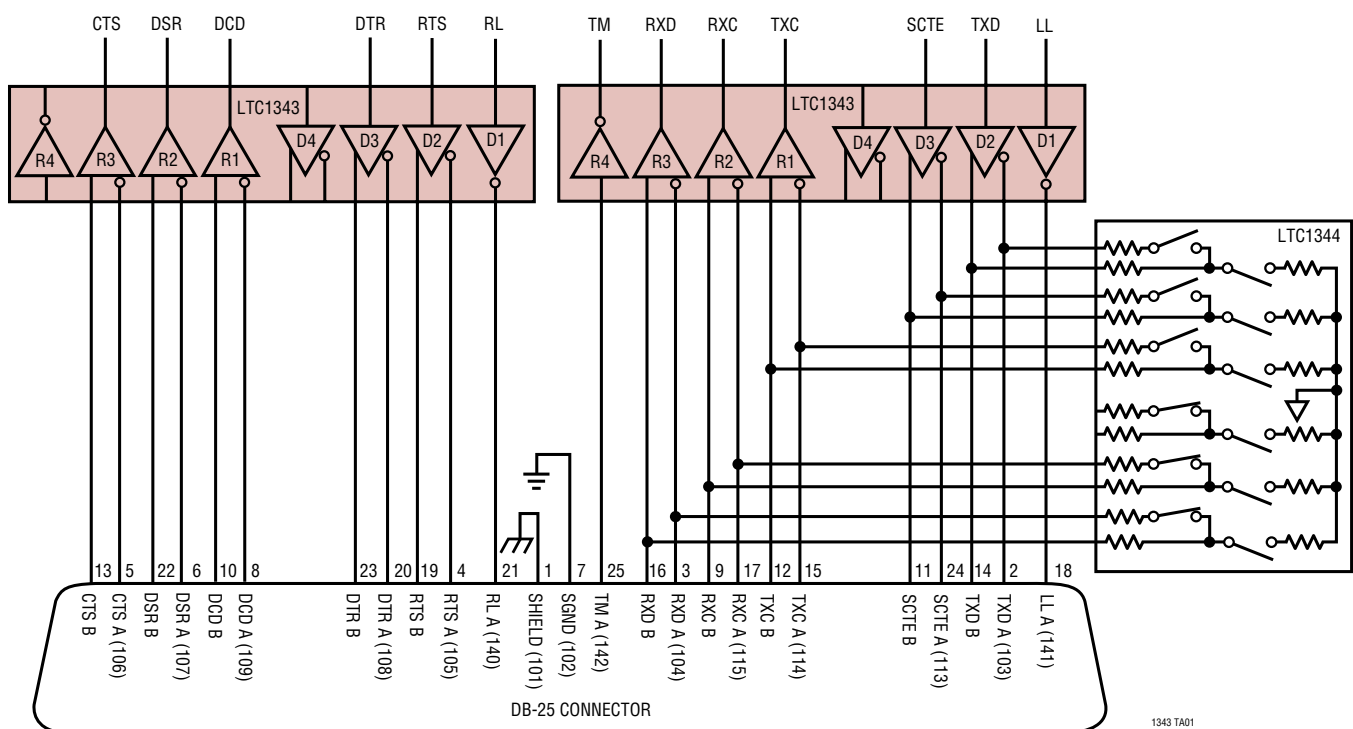 CTS DSR DCD DTR RTS RL TM RXD RXC TXC SCTE TXD LL
LTC1343 LTC1343
R4 R3 R2 R1 D4 D3 D2 D1 R4 R3 R2 R1 D4 D3 D2 D1
LTC1344
13 5 22 6 10 8 23 20 19 4 21 1 7 25 16 3 9 17 12 15 11 24 14 2 18
CTS B
CTS A (106)
DSR B
DSR A (107)
DCD B
DCD A (109)
DTR B
DTR A (108)
RTS B
RTS A (105)
RL A (140)
SHIELD (101)
SGND (102)
TM A (142)
RXD B
RXD A (104)
RXC B
RXC A (115)
TXC B
TXC A (114)
SCTE B
SCTE A (113)
TXD B
TXD A (103)
LL A (141)
DB-25 CONNECTOR
1343 TA01